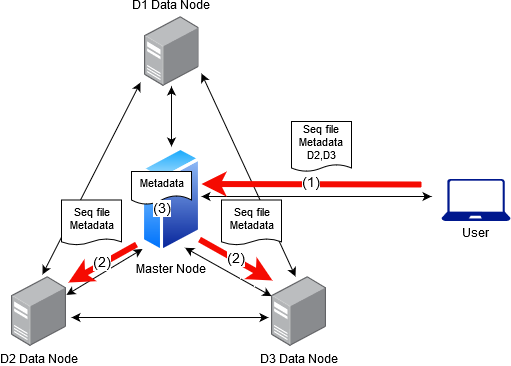 D1 Data Node
Seq file
Metadata
D2,D3
(1)
Metadata
(3)
Seq file
Metadata
Seq file
Metadata
User
(2)
(2)
Master Node
D2 Data Node
D3 Data Node